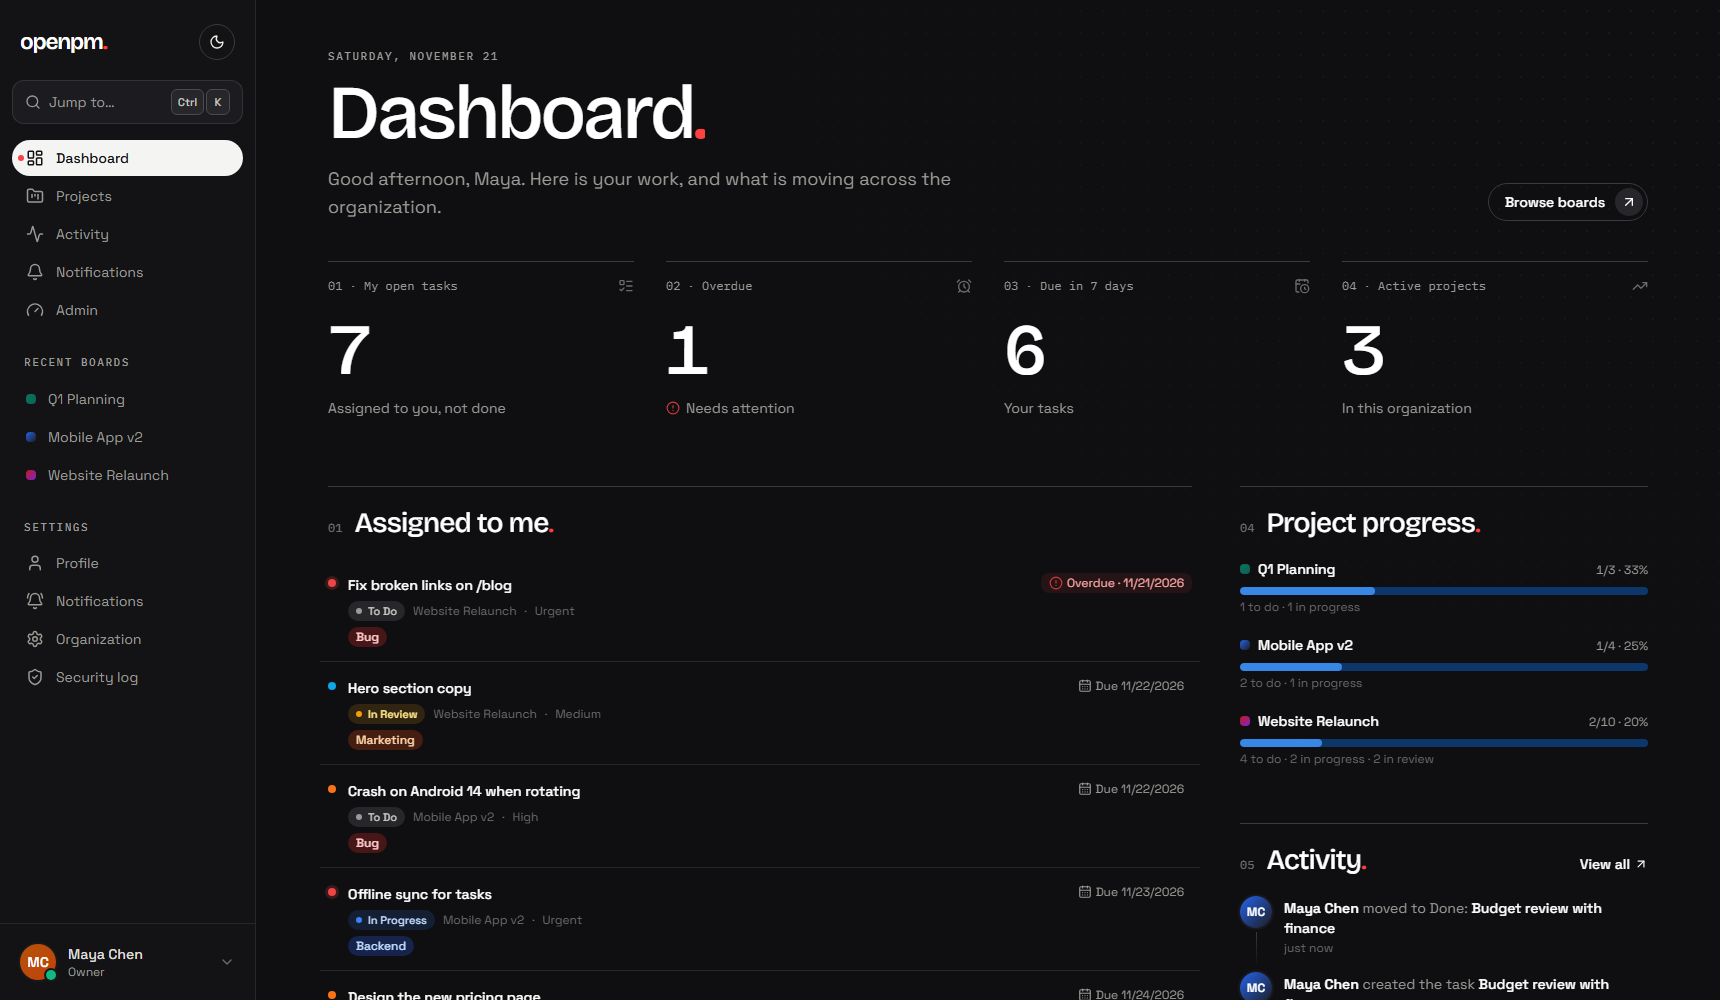 openpm.
Jump to...
Ctrl K
Dashboard
Projects
Activity
Notifications
Admin
RECENT BOARDS
Q1 Planning
Mobile App v2
Website Relaunch
SETTINGS
Profile
Notifications
Organization
Security log
MC
Maya Chen
Owner
SATURDAY, NOVEMBER 21
Dashboard.
Good afternoon, Maya. Here is your work, and what is moving across the
organization.
Browse boards
01 · My open tasks
7
Assigned to you, not done
02 · Overdue
1
Needs attention
03 · Due in 7 days
6
Your tasks
04 · Active projects
3
In this organization
01 Assigned to me.
Fix broken links on /blog
Overdue · 11/21/2026
To Do Website Relaunch · Urgent
Bug
Hero section copy
Due 11/22/2026
In Review Website Relaunch · Medium
Marketing
Crash on Android 14 when rotating
Due 11/22/2026
To Do Mobile App v2 · High
Bug
Offline sync for tasks
Due 11/23/2026
In Progress Mobile App v2 · Urgent
Backend
Design the new pricing page
Due 11/24/2026
04 Project progress.
Q1 Planning 1/3 · 33%
1 to do · 1 in progress
Mobile App v2 1/4 · 25%
2 to do · 1 in progress
Website Relaunch 2/10 · 20%
4 to do · 2 in progress · 2 in review
05 Activity.
View all
MC
Maya Chen moved to Done: Budget review with
finance
just now
MC
Maya Chen created the task Budget review with